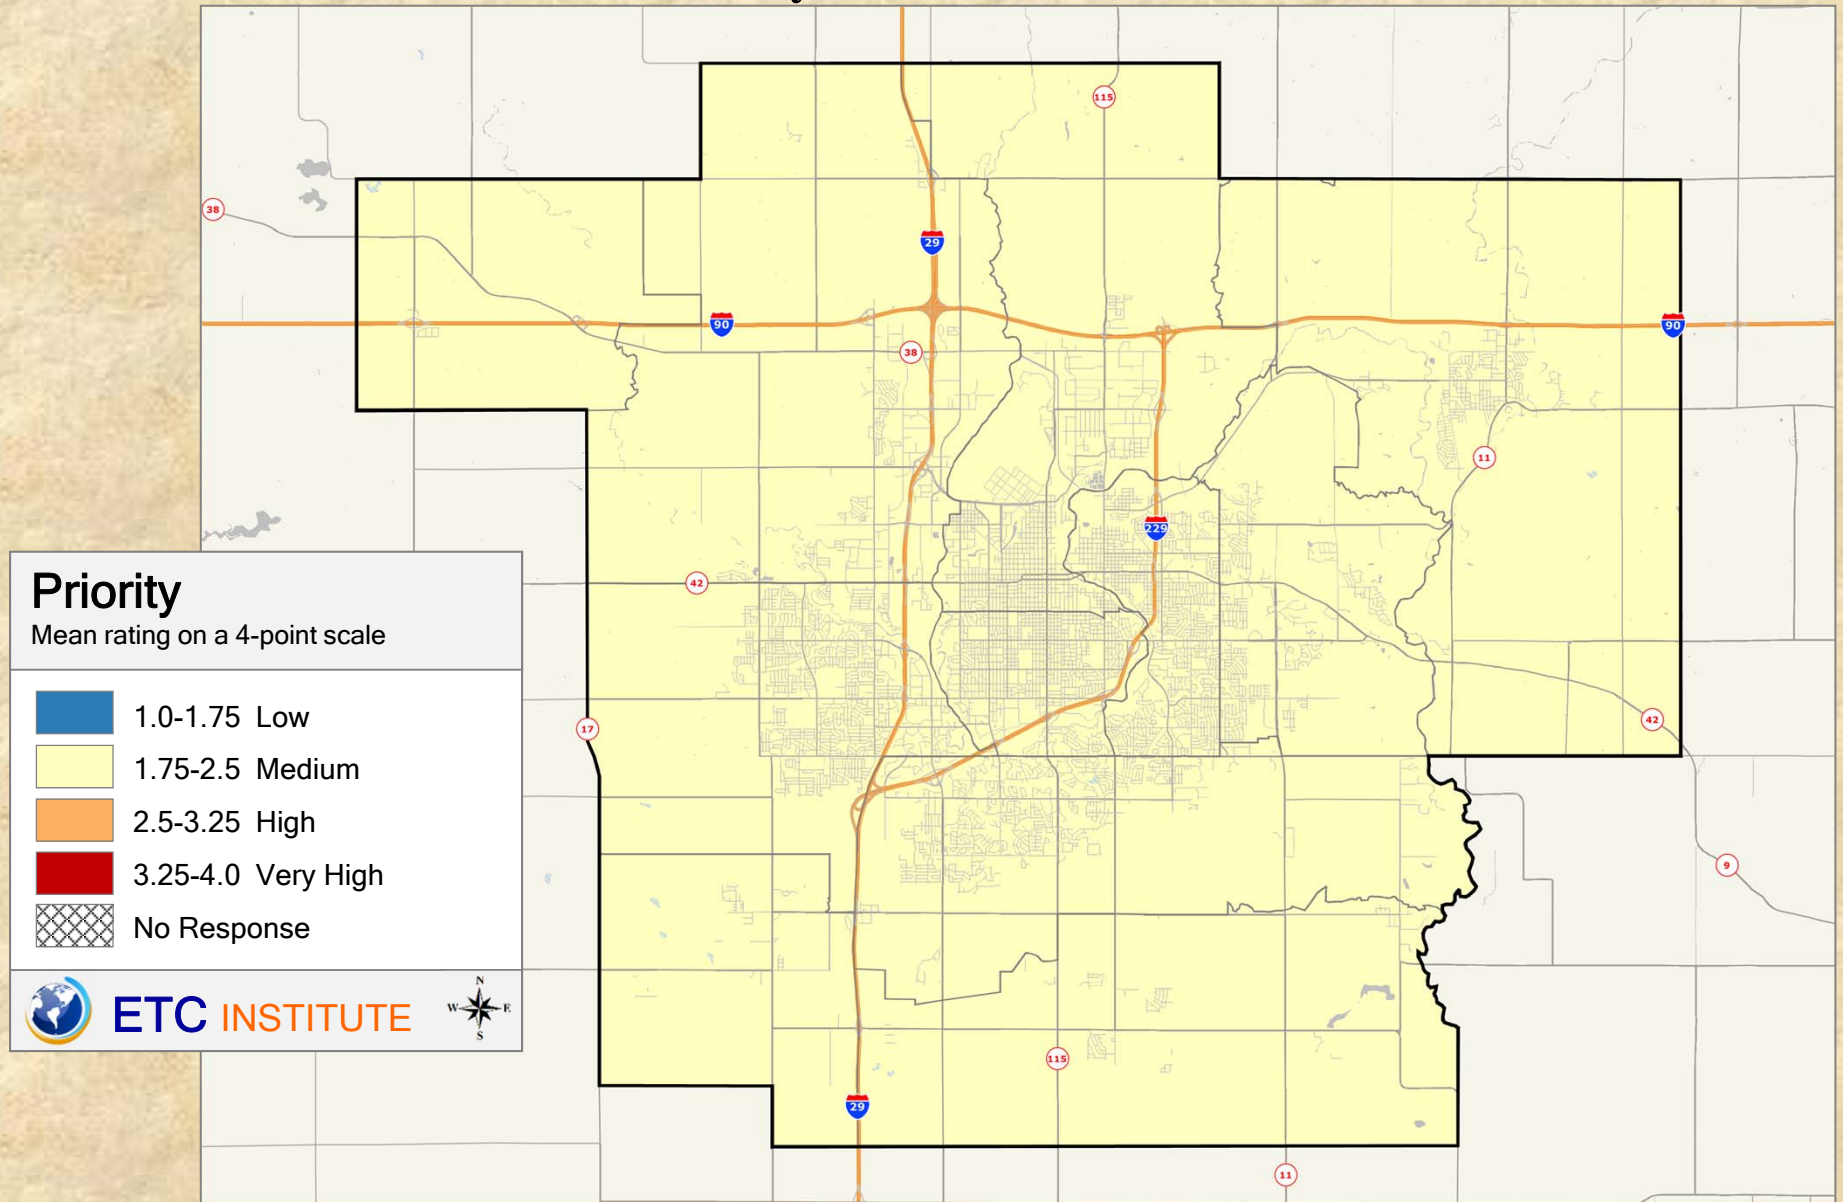 115
38
29
90
90
38
11
229
42
Priority
Mean rating on a 4-point scale
1.0-1.75 Low
1.75-2.5 Medium
2.5-3.25 High
3.25-4.0 Very High
No Response
ETC INSTITUTE
N
W E
S
17
42
9
115
29
11